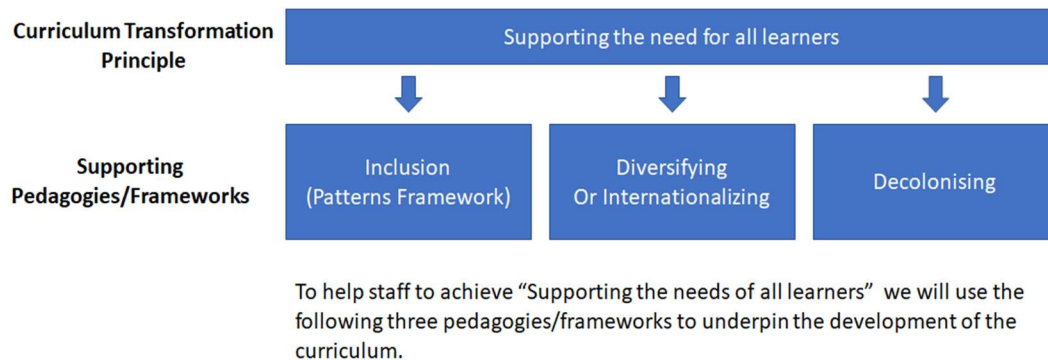 Curriculum Transformation
Principle
Supporting the need for all learners
Supporting
Pedagogies/Frameworks
Inclusion
(Patterns Framework)
Diversifying
Or Internationalizing
Decolonising
To help staff to achieve “Supporting the needs of all learners”  we will use the
following three pedagogies/frameworks to underpin the development of the
curriculum.